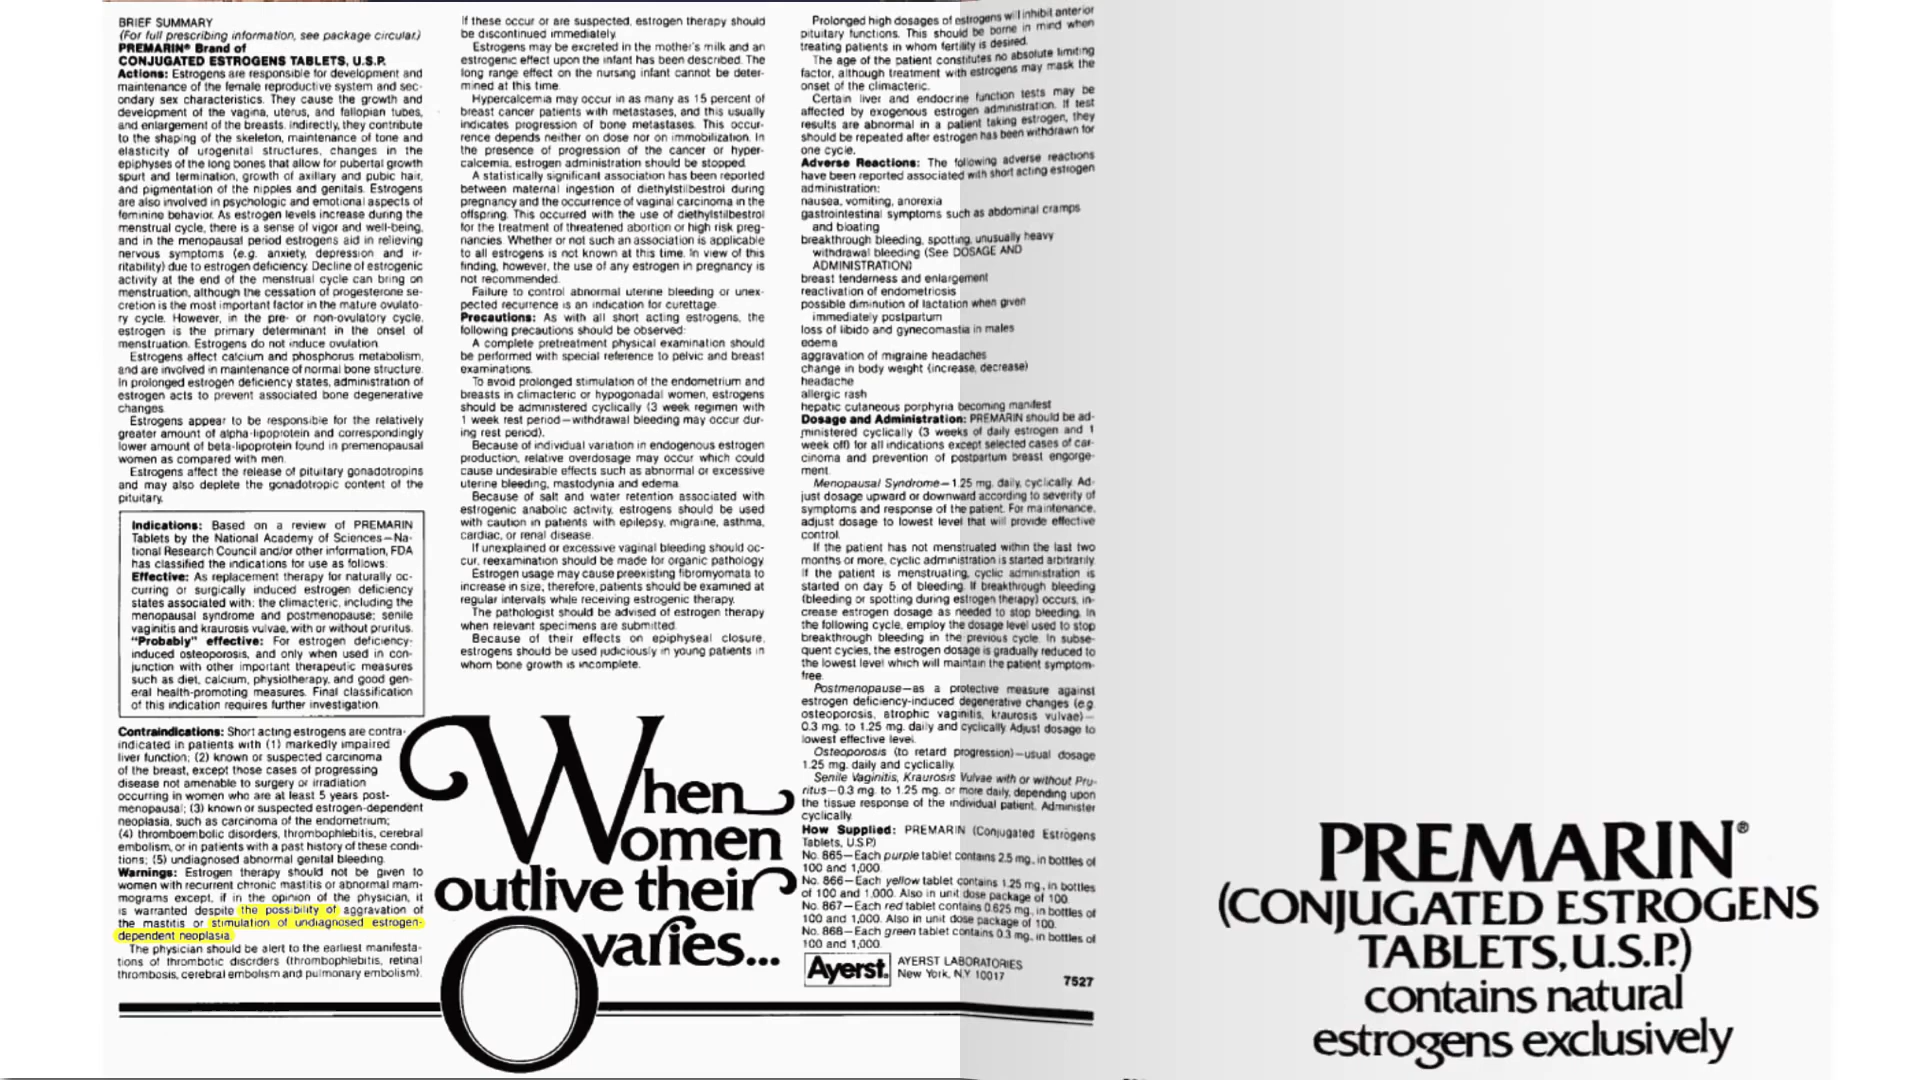 BRIEF SUMMARY
(For full prescribing information, see package circular.)
PREMARIN® Brand of
CONJUGATED ESTROGENS TABLETS, U.S.P.
Actions: Estrogens are responsible for development and
maintenance of the female reproductive system and sec-
ondary sex characteristics. They cause the growth and
development of the vagina, uterus, and fallopian tubes,
and enlargement of the breasts. Indirectly, they contribute
to the shaping of the skeleton, maintenance of tone and
elasticity of urogenital structures, changes in the
epiphyses of the long bones that allow for pubertal growth
spurt and termination, growth of axillary and pubic hair,
and pigmentation of the nipples and genitals. Estrogens
are also involved in psychologic and emotional aspects of
feminine behavior. As estrogen levels increase during the
menstrual cycle, there is a sense of vigor and well-being,
and in the menopausal period estrogens aid in relieving
nervous symptoms (e.g. anxiety, depression and ir-
ritability) due to estrogen deficiency. Decline of estrogenic
activity at the end of the menstrual cycle can bring on
menstruation, although the cessation of progesterone se-
cretion is the most important factor in the mature ovulato-
ry cycle. However, in the pre- or non-ovulatory cycle,
estrogen is the primary determinant in the onset of
menstruation. Estrogens do not induce ovulation.
Estrogens affect calcium and phosphorus metabolism,
and are involved in maintenance of normal bone structure.
In prolonged estrogen deficiency states, administration of
estrogen acts to prevent associated bone degenerative
changes.
Estrogens appear to be responsible for the relatively
greater amount of alpha-lipoprotein and correspondingly
lower amount of beta-lipoprotein found in premenopausal
women as compared with men.
Estrogens affect the release of pituitary gonadotropins
and may also deplete the gonadotropic content of the
pituitary.
Indications: Based on a review of PREMARIN
Tablets by the National Academy of Sciences—Na-
tional Research Council and/or other information, FDA
has classified the indications for use as follows:
Effective: As replacement therapy for naturally oc-
curring or surgically induced estrogen deficiency
states associated with: the climacteric, including the
menopausal syndrome and postmenopause; senile
vaginitis and kraurosis vulvae, with or without pruritus.
"Probably" effective: For estrogen deficiency-
induced osteoporosis, and only when used in con-
junction with other important therapeutic measures
such as diet, calcium, physiotherapy, and good gen-
eral health-promoting measures. Final classification
of this indication requires further investigation.
Contraindications: Short acting estrogens are contra-
indicated in patients with (1) markedly impaired
liver function; (2) known or suspected carcinoma
of the breast, except those cases of progressing
disease not amenable to surgery or irradiation
occurring in women who are at least 5 years post-
menopausal; (3) known or suspected estrogen-dependent
neoplasia, such as carcinoma of the endometrium;
(4) thromboembolic disorders, thrombophlebitis, cerebral
embolism, or in patients with a past history of these condi-
tions; (5) undiagnosed abnormal genital bleeding.
Warnings: Estrogen therapy should not be given to
women with recurrent chronic mastitis or abnormal mam-
mograms except, if in the opinion of the physician, it
is warranted despite the possibility of aggravation of
the mastitis or stimulation of undiagnosed estrogen-
dependent neoplasia.
The physician should be alert to the earliest manifesta-
tions of thrombotic disorders (thrombophlebitis, retinal
thrombosis, cerebral embolism and pulmonary embolism).
If these occur or are suspected, estrogen therapy should
be discontinued immediately.
Estrogens may be excreted in the mother's milk and an
estrogenic effect upon the infant has been described. The
long range effect on the nursing infant cannot be deter-
mined at this time.
Hypercalcemia may occur in as many as 15 percent of
breast cancer patients with metastases, and this usually
indicates progression of bone metastases. This occur-
rence depends neither on dose nor on immobilization. In
the presence of progression of the cancer or hyper-
calcemia, estrogen administration should be stopped.
A statistically significant association has been reported
between maternal ingestion of diethylstilbestrol during
pregnancy and the occurrence of vaginal carcinoma in the
offspring. This occurred with the use of diethylstilbestrol
for the treatment of threatened abortion or high risk preg-
nancies. Whether or not such an association is applicable
to all estrogens is not known at this time. In view of this
finding, however, the use of any estrogen in pregnancy is
not recommended.
Failure to control abnormal uterine bleeding or unex-
pected recurrence is an indication for curettage.
Precautions: As with all short acting estrogens, the
following precautions should be observed:
A complete pretreatment physical examination should
be performed with special reference to pelvic and breast
examinations.
To avoid prolonged stimulation of the endometrium and
breasts in climacteric or hypogonadal women, estrogens
should be administered cyclically (3 week regimen with
1 week rest period—withdrawal bleeding may occur dur-
ing rest period).
Because of individual variation in endogenous estrogen
production, relative overdosage may occur which could
cause undesirable effects such as abnormal or excessive
uterine bleeding, mastodynia and edema.
Because of salt and water retention associated with
estrogenic anabolic activity, estrogens should be used
with caution in patients with epilepsy, migraine, asthma,
cardiac, or renal disease.
If unexplained or excessive vaginal bleeding should oc-
cur, reexamination should be made for organic pathology.
Estrogen usage may cause preexisting fibromyomata to
increase in size; therefore, patients should be examined at
regular intervals while receiving estrogenic therapy.
The pathologist should be advised of estrogen therapy
when relevant specimens are submitted.
Because of their effects on epiphyseal closure,
estrogens should be used judiciously in young patients in
whom bone growth is incomplete.
Prolonged high dosages of estrogens will inhibit anterior
pituitary functions. This should be borne in mind when
treating patients in whom fertility is desired.
The age of the patient constitutes no absolute limiting
factor, although treatment with estrogens may mask the
onset of the climacteric.
Certain liver and endocrine function tests may be
affected by exogenous estrogen administration. If test
results are abnormal in a patient taking estrogen, they
should be repeated after estrogen has been withdrawn for
one cycle.
Adverse Reactions: The following adverse reactions
have been reported associated with short acting estrogen
administration:
nausea, vomiting, anorexia
gastrointestinal symptoms such as abdominal cramps
and bloating
breakthrough bleeding, spotting, unusually heavy
withdrawal bleeding (See DOSAGE AND
ADMINISTRATION)
breast tenderness and enlargement
reactivation of endometriosis
possible diminution of lactation when given
immediately postpartum
loss of libido and gynecomastia in males
edema
aggravation of migraine headaches
change in body weight (increase, decrease)
headache
allergic rash
hepatic cutaneous porphyria becoming manifest
Dosage and Administration: PREMARIN should be ad-
ministered cyclically (3 weeks of daily estrogen and 1
week off) for all indications except selected cases of car-
cinoma and prevention of postpartum breast engorge-
ment.
Menopausal Syndrome—1.25 mg. daily, cyclically. Ad-
just dosage upward or downward according to severity of
symptoms and response of the patient. For maintenance,
adjust dosage to lowest level that will provide effective
control.
If the patient has not menstruated within the last two
months or more, cyclic administration is started arbitrarily.
If the patient is menstruating, cyclic administration is
started on day 5 of bleeding. If breakthrough bleeding
(bleeding or spotting during estrogen therapy) occurs, in-
crease estrogen dosage as needed to stop bleeding. In
the following cycle, employ the dosage level used to stop
breakthrough bleeding in the previous cycle. In subse-
quent cycles, the estrogen dosage is gradually reduced to
the lowest level which will maintain the patient symptom-
free.
Postmenopause—as a protective measure against
estrogen deficiency-induced degenerative changes (e.g.
osteoporosis, atrophic vaginitis, kraurosis vulvae)—
0.3 mg. to 1.25 mg. daily and cyclically. Adjust dosage to
lowest effective level.
Osteoporosis (to retard progression)—usual dosage
1.25 mg. daily and cyclically.
Senile Vaginitis, Kraurosis Vulvae with or without Pru-
ritus—0.3 mg. to 1.25 mg. or more daily, depending upon
the tissue response of the individual patient. Administer
cyclically.
How Supplied: PREMARIN (Conjugated Estrogens
Tablets, U.S.P.)
No. 865—Each purple tablet contains 2.5 mg., in bottles of
100 and 1,000.
No. 866—Each yellow tablet contains 1.25 mg., in bottles
of 100 and 1,000. Also in unit dose package of 100.
No. 867—Each red tablet contains 0.625 mg., in bottles of
100 and 1,000. Also in unit dose package of 100.
No. 868—Each green tablet contains 0.3 mg., in bottles of
100 and 1,000.
Ayerst. AYERST LABORATORIES
New York, N.Y. 10017
7527
When
Women
outlive their
Ovaries...
PREMARIN®
(CONJUGATED ESTROGENS
TABLETS, U.S.P.)
contains natural
estrogens exclusively